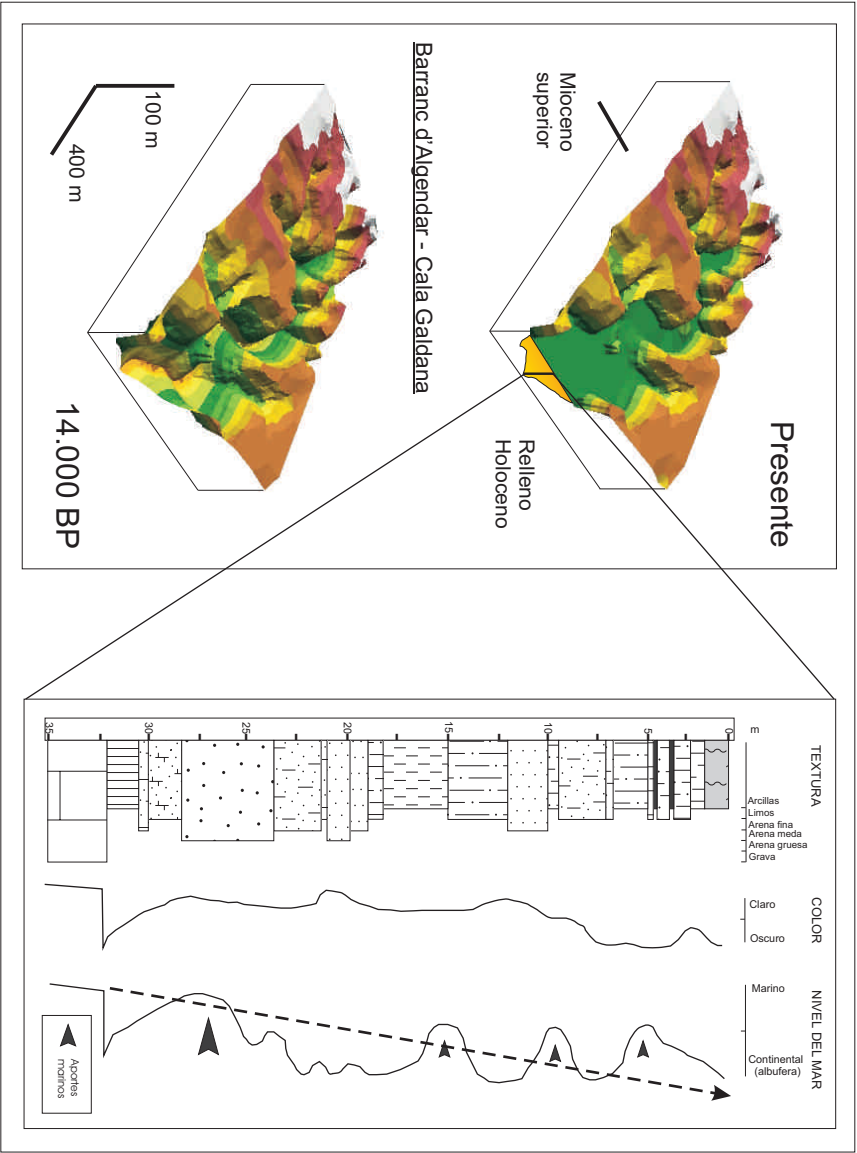 Presente
Mioceno
superior
Relleno
Holoceno
Barranc d'Algendar - Cala Galdana
100 m
400 m
14.000 BP
TEXTURA
COLOR
NIVEL DEL MAR
Arcillas
Limos
Arena fina
Arena meda
Arena gruesa
Grava
Claro
Oscuro
Marino
Continental
(albufera)
m
0
5
10
15
20
25
30
35
Aportes
marinos